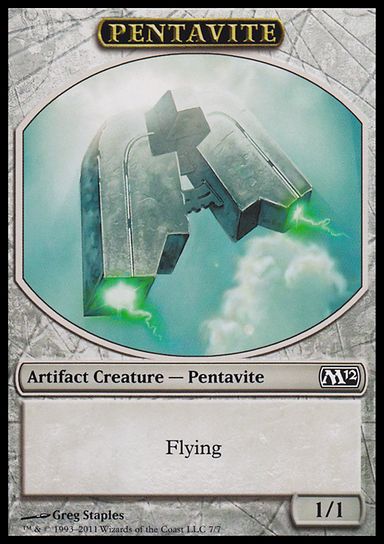 PENTAVITE
Artifact Creature — Pentavite
M12
Flying
Greg Staples
1/1
™ & © 1993–2011 Wizards of the Coast LLC 7/7